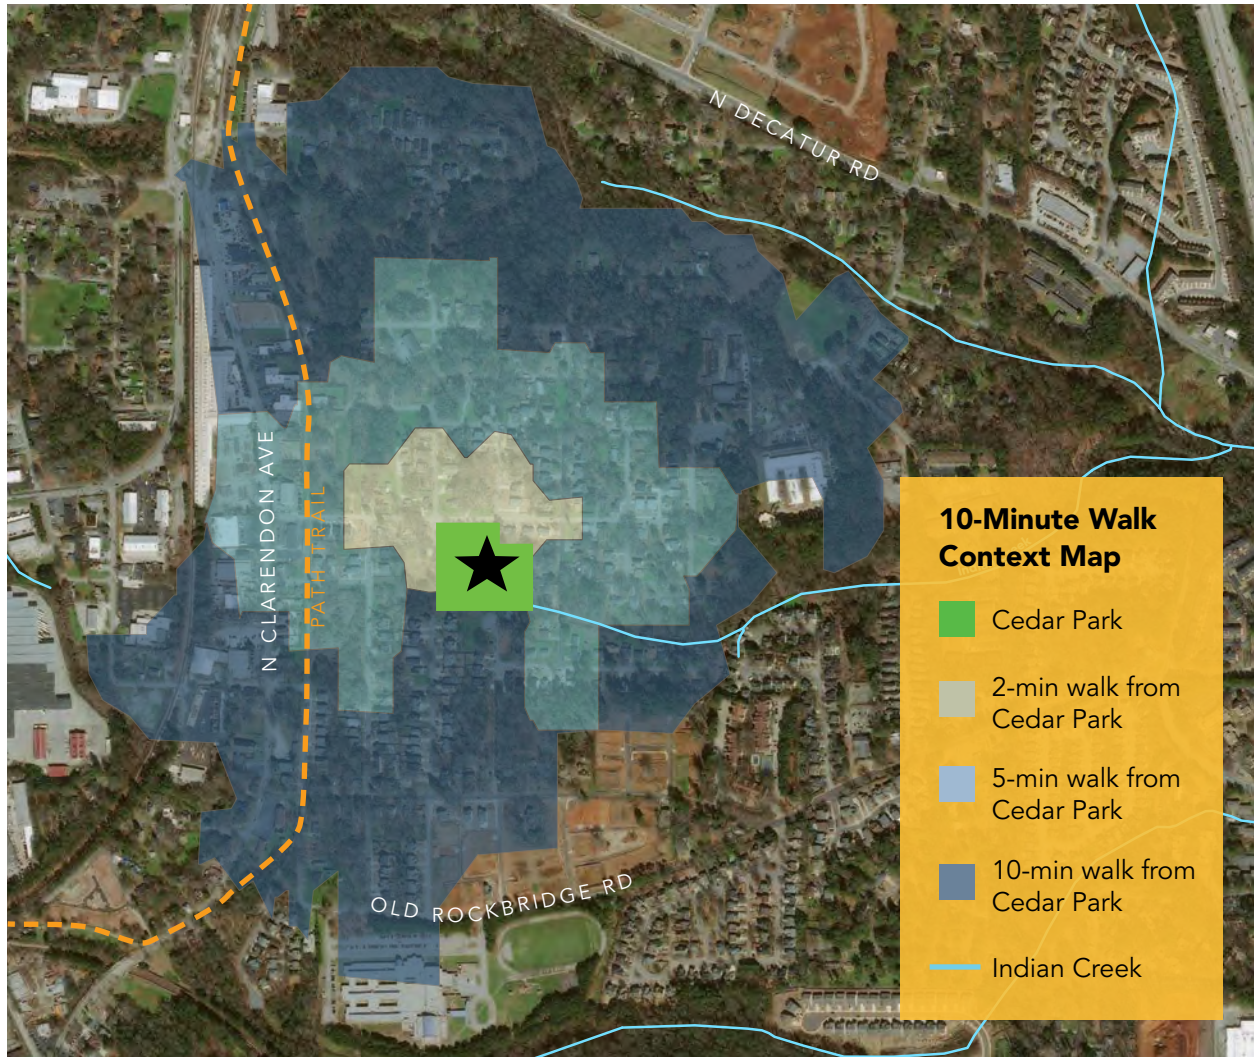 N DECATUR RD
N CLARENDON AVE
PATH TRAIL
OLD ROCKBRIDGE RD
10-Minute Walk
Context Map
Cedar Park
2-min walk from
Cedar Park
5-min walk from
Cedar Park
10-min walk from
Cedar Park
Indian Creek